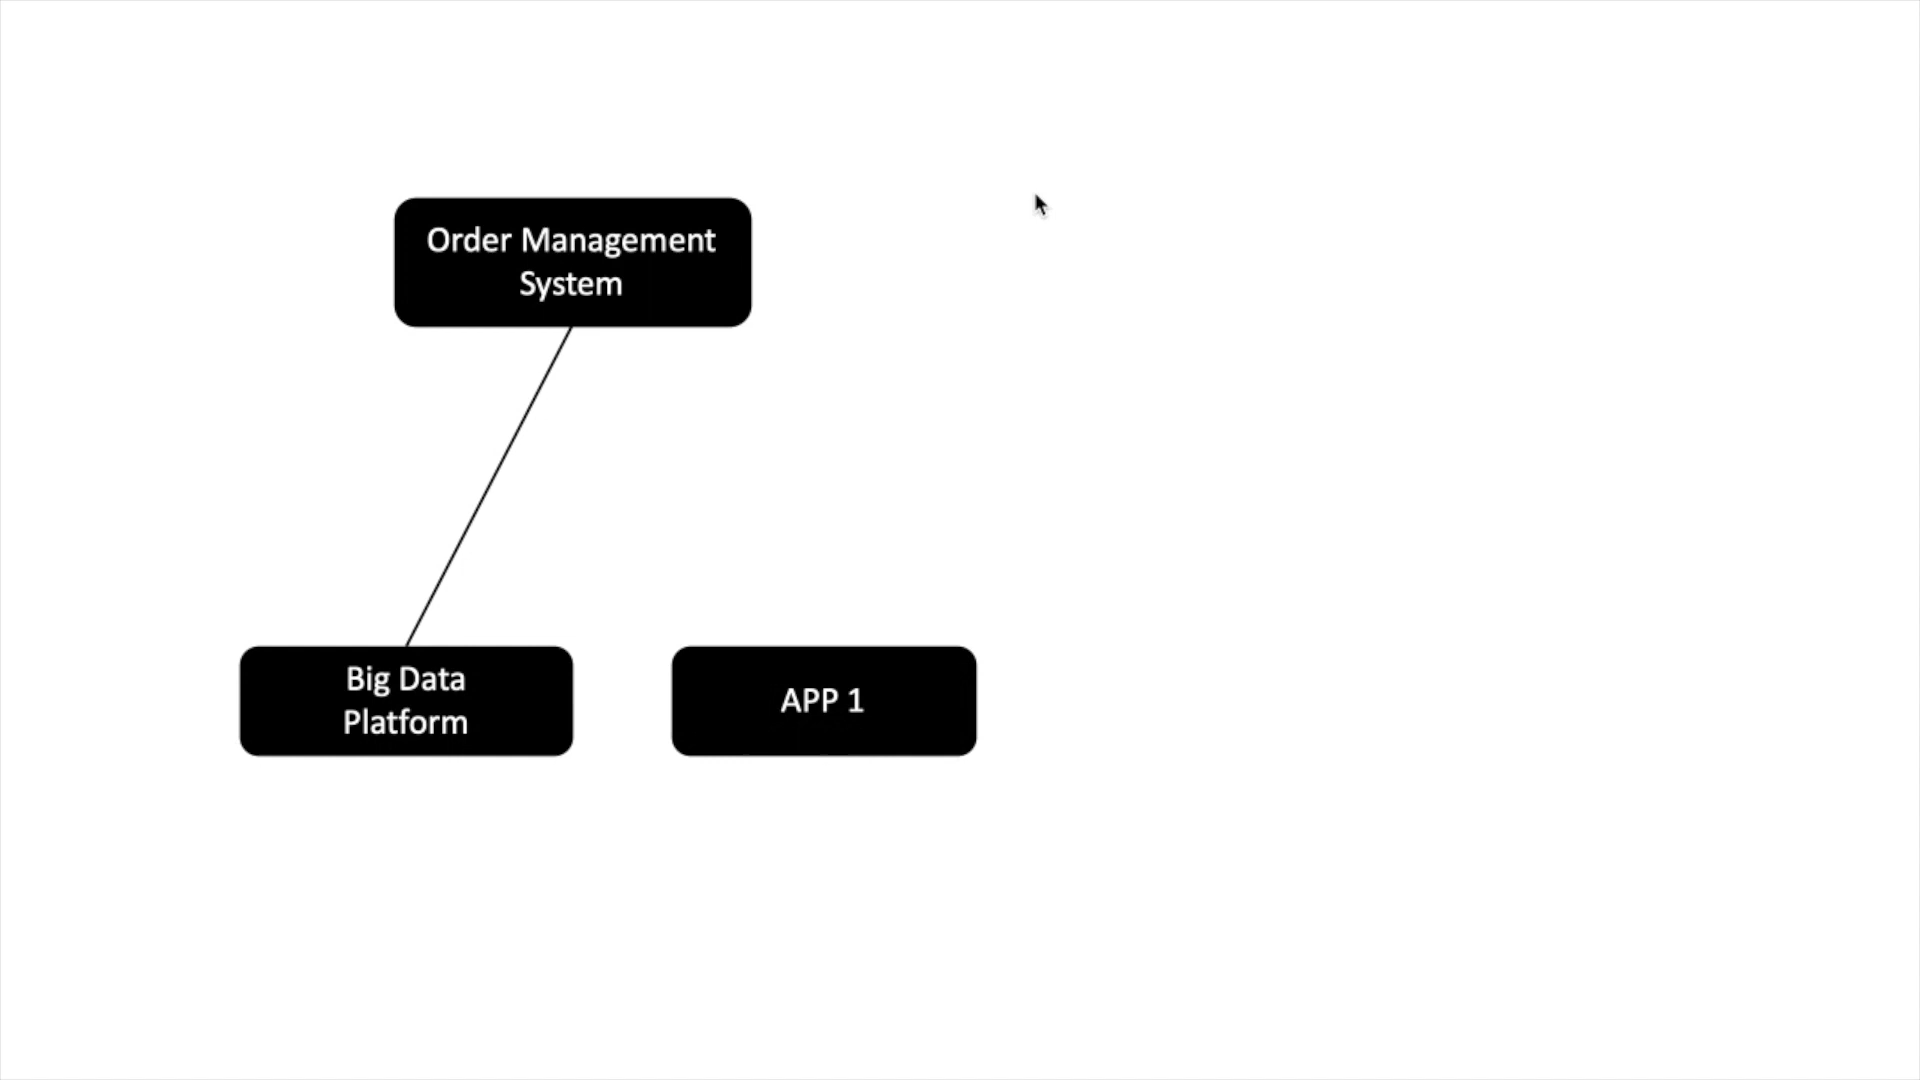 Order Management
System
Big Data
Platform
APP 1